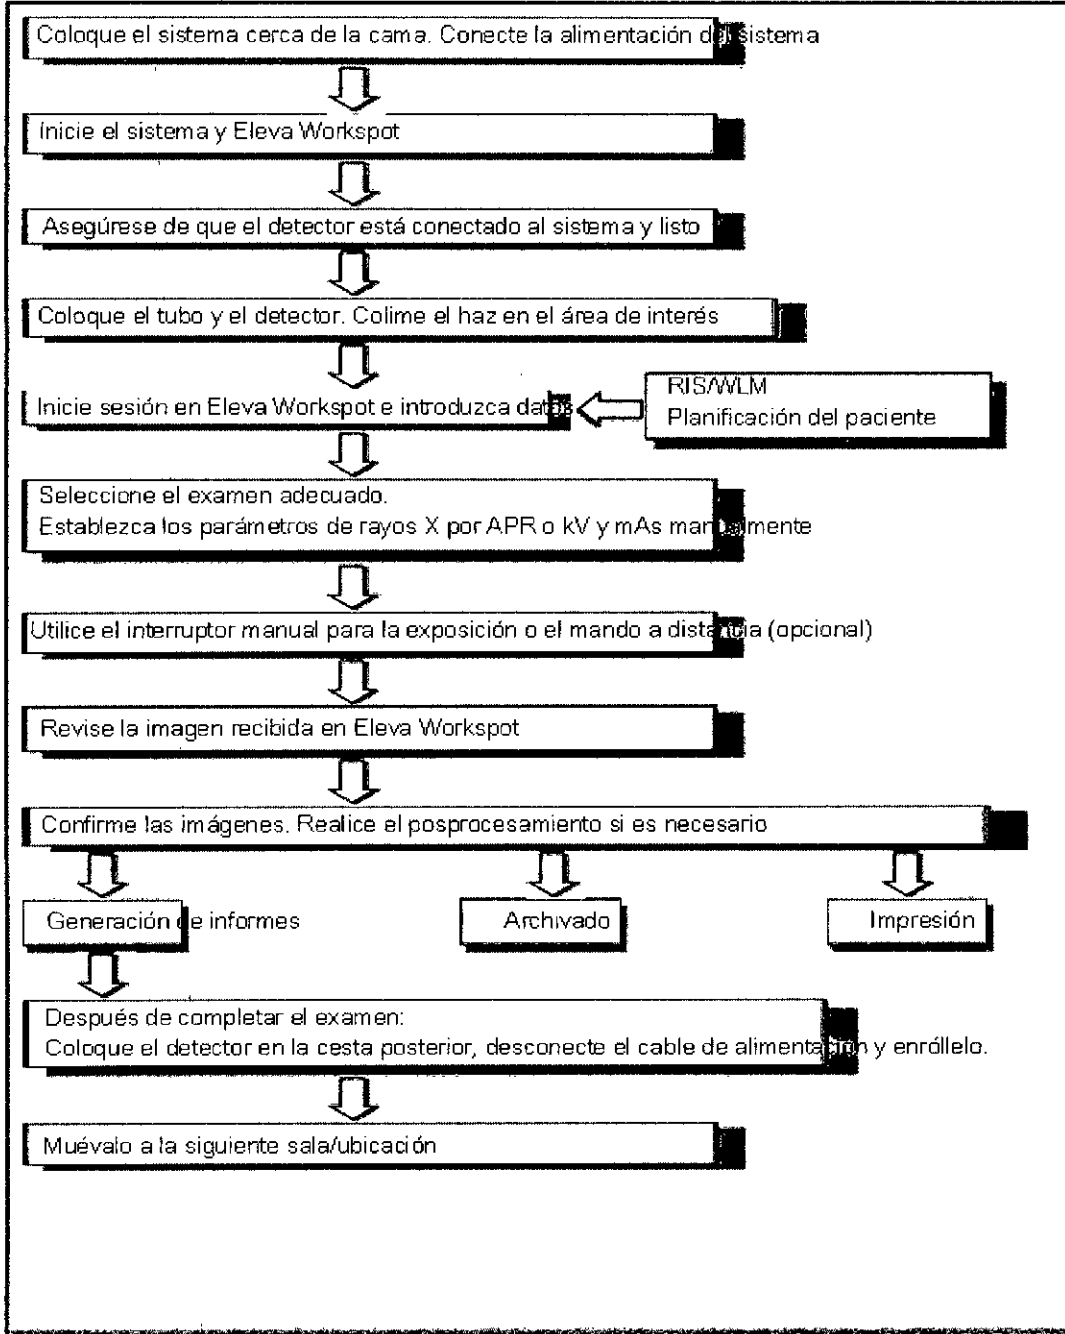 Coloque el sistema cerca de la cama. Conecte la alimentación del sistema
Inicie el sistema y Eleva Workspot
Asegúrese de que el detector está conectado al sistema y listo
Coloque el tubo y el detector. Colime el haz en el área de interés
Inicie sesión en Eleva Workspot e introduzca datos
RIS/WLM
Planificación del paciente
Seleccione el examen adecuado.
Establezca los parámetros de rayos X por APR o kV y mAs manualmente
Utilice el interruptor manual para la exposición o el mando a distancia (opcional)
Revise la imagen recibida en Eleva Workspot
Confirme las imágenes. Realice el posprocesamiento si es necesario
Generación de informes
Archivado
Impresión
Después de completar el examen:
Coloque el detector en la cesta posterior, desconecte el cable de alimentación y enróllelo.
Muévalo a la siguiente sala/ubicación